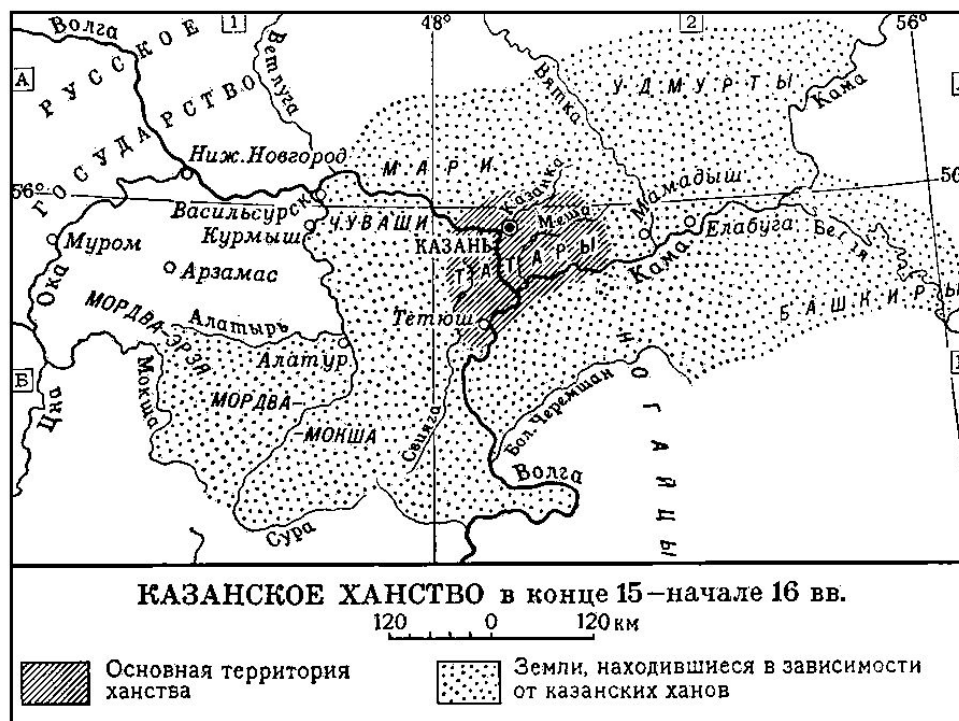 Волга
1
48°
2
56°
А
РУССКОЕ
ГОСУДАРСТВО
Ветлуга
Вятка
УДМУРТЫ
Кама
Ниж. Новгород
МАРИ
Казанка
Мамадыш
56°
56
Васильсурск
ЧУВАШИ
Меша
Курмыш
КАЗАНЬ
Елабуга
Белая
Муром
ТАТАРЫ
Кама
Арзамас
БАШКИРЫ
Ока
МОРДВА-ЭРЗЯ
Алатырь
Тетюш
Алатур
Б
Мокша
Цна
МОРДВА-
-МОКША
Свияга
Бол. Черемшан
НОГАЙЦЫ
Волга
Сура
КАЗАНСКОЕ ХАНСТВО в конце 15–начале 16 вв.
120 0 120 км
Основная территория
ханства
Земли, находившиеся в зависимости
от казанских ханов